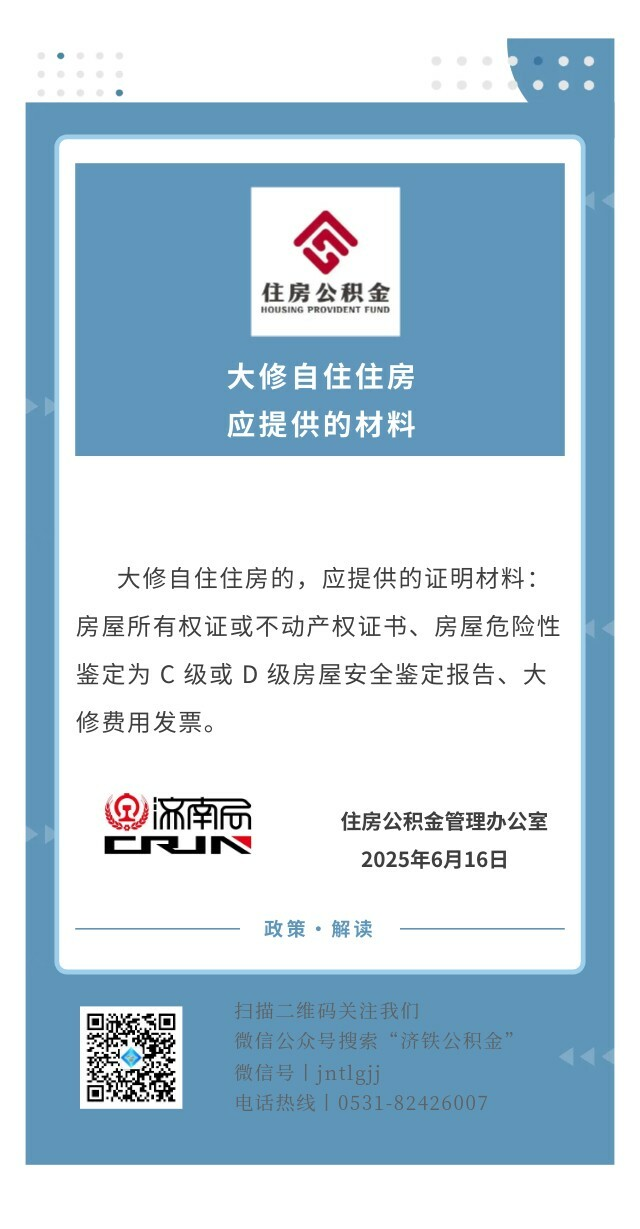 住房公积金
HOUSING PROVIDENT FUND
大修自住住房
应提供的材料
大修自住住房的，应提供的证明材料：
房屋所有权证或不动产权证书、房屋危险性
鉴定为 C 级或 D 级房屋安全鉴定报告、大
修费用发票。
济南局
CRJN
住房公积金管理办公室
2025年6月16日
政策·解读
扫描二维码关注我们
微信公众号搜索“济铁公积金”
微信号丨jntlgjj
电话热线丨0531-82426007